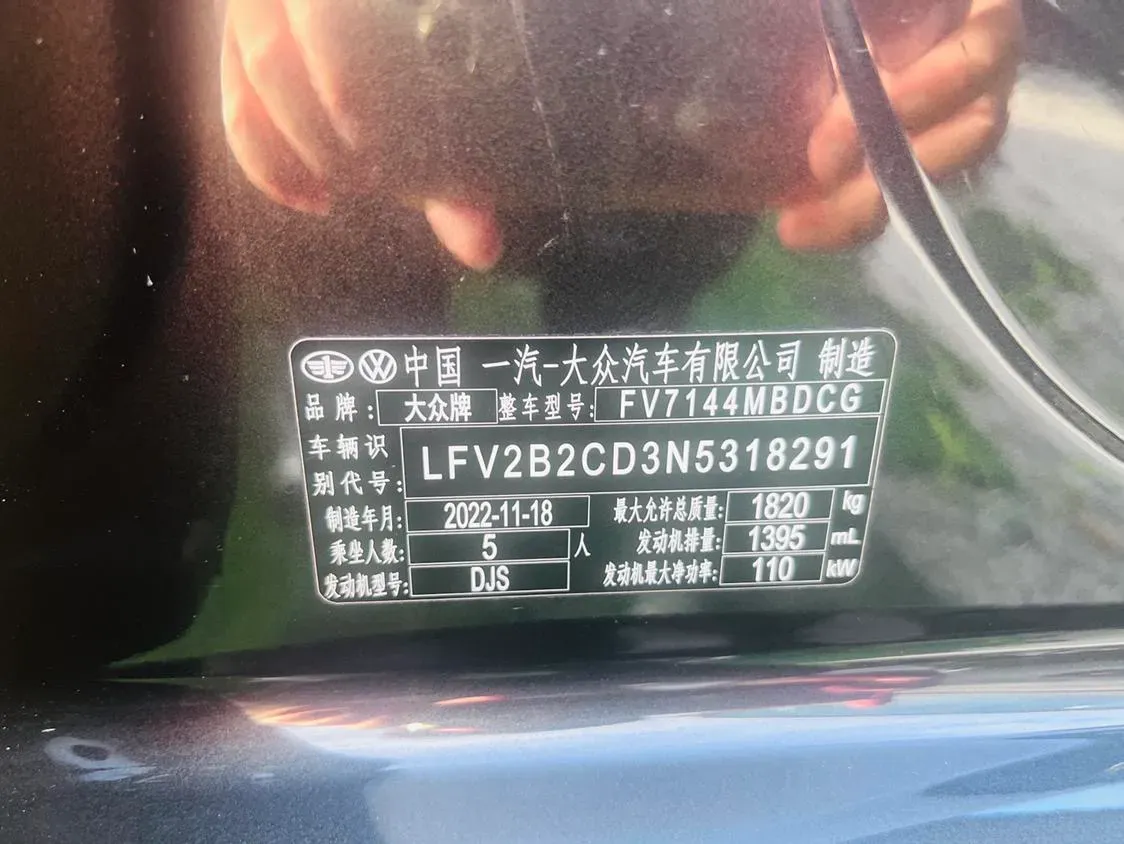 中国 一汽-大众汽车有限公司 制造
品牌: 大众牌 整车型号: FV7144MBDCG
车辆识别代号: LFV2B2CD3N5318291
制造年月: 2022-11-18 最大允许总质量: 1820 kg
乘坐人数: 5 人 发动机排量: 1395 mL
发动机型号: DJS 发动机最大净功率: 110 kW